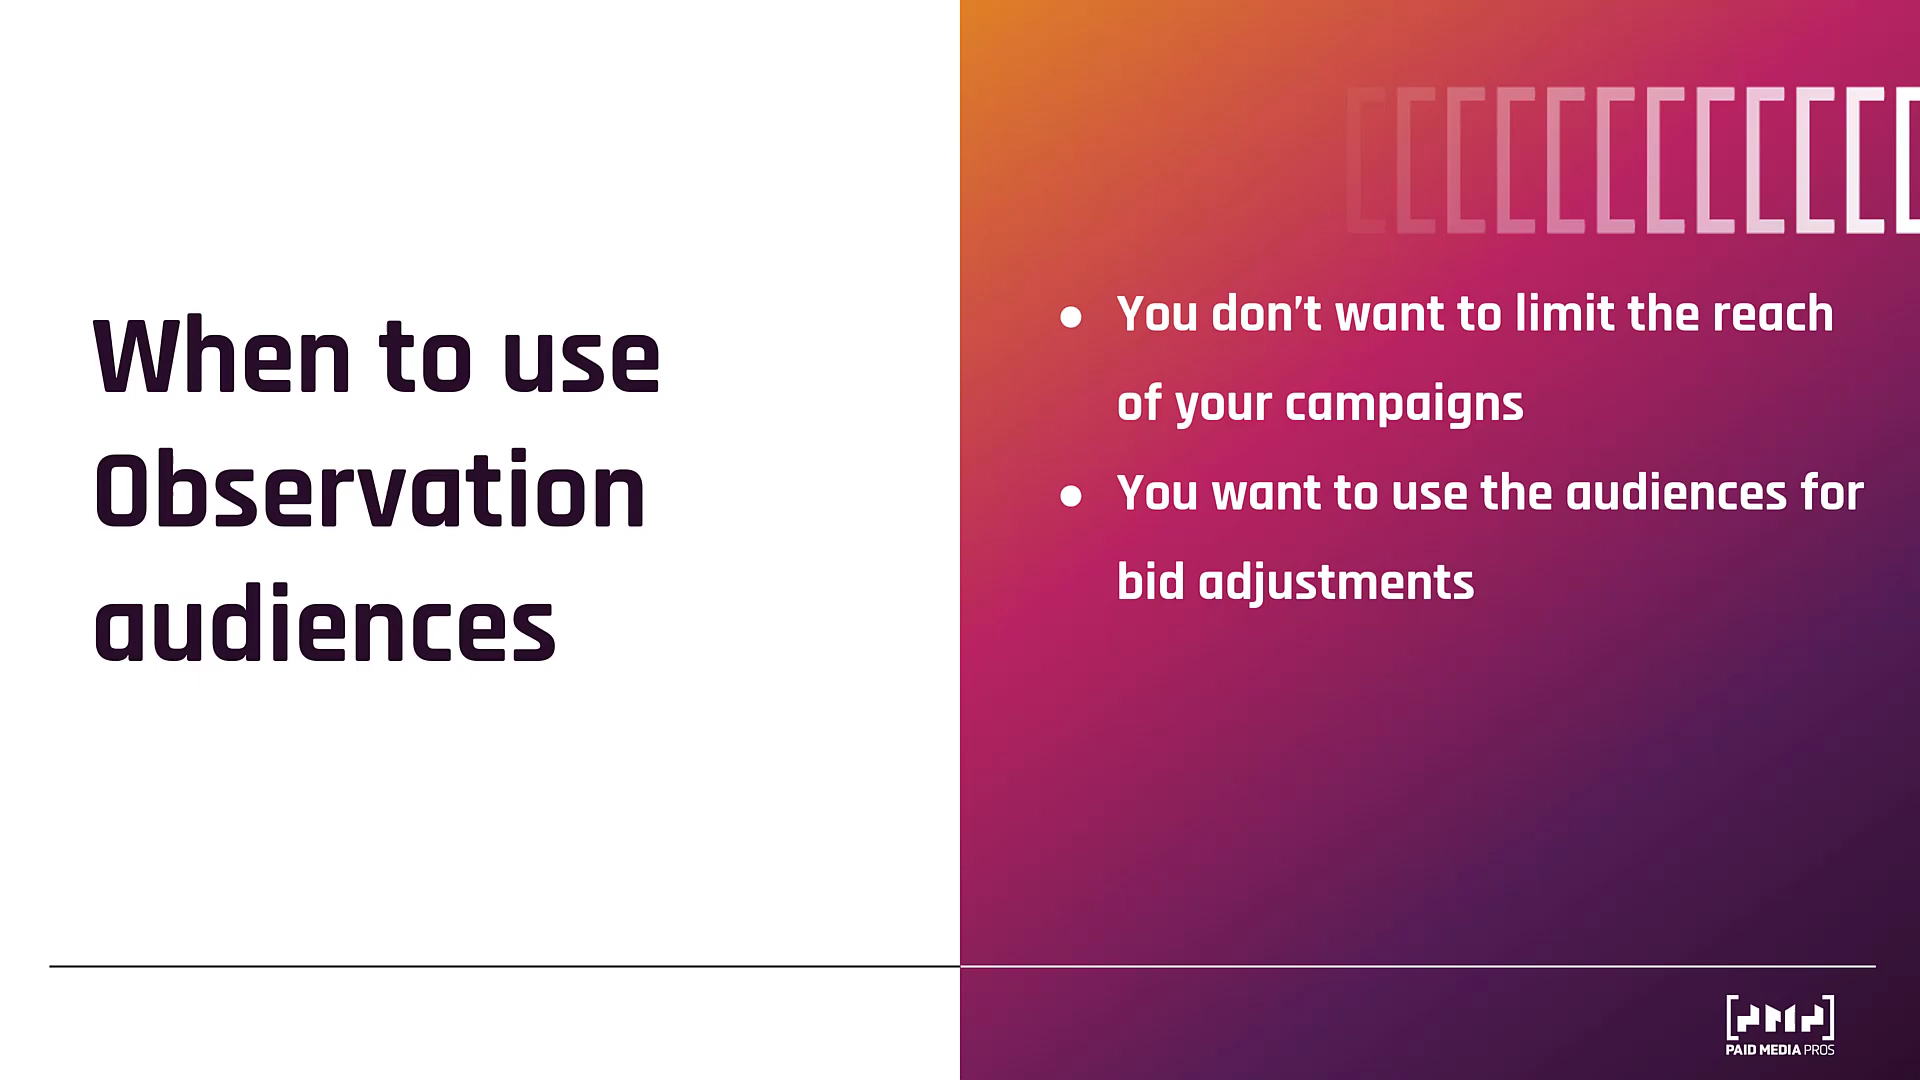 When to use
Observation
audiences
● You don't want to limit the reach
of your campaigns
● You want to use the audiences for
bid adjustments
PMP
PAID MEDIA PROS